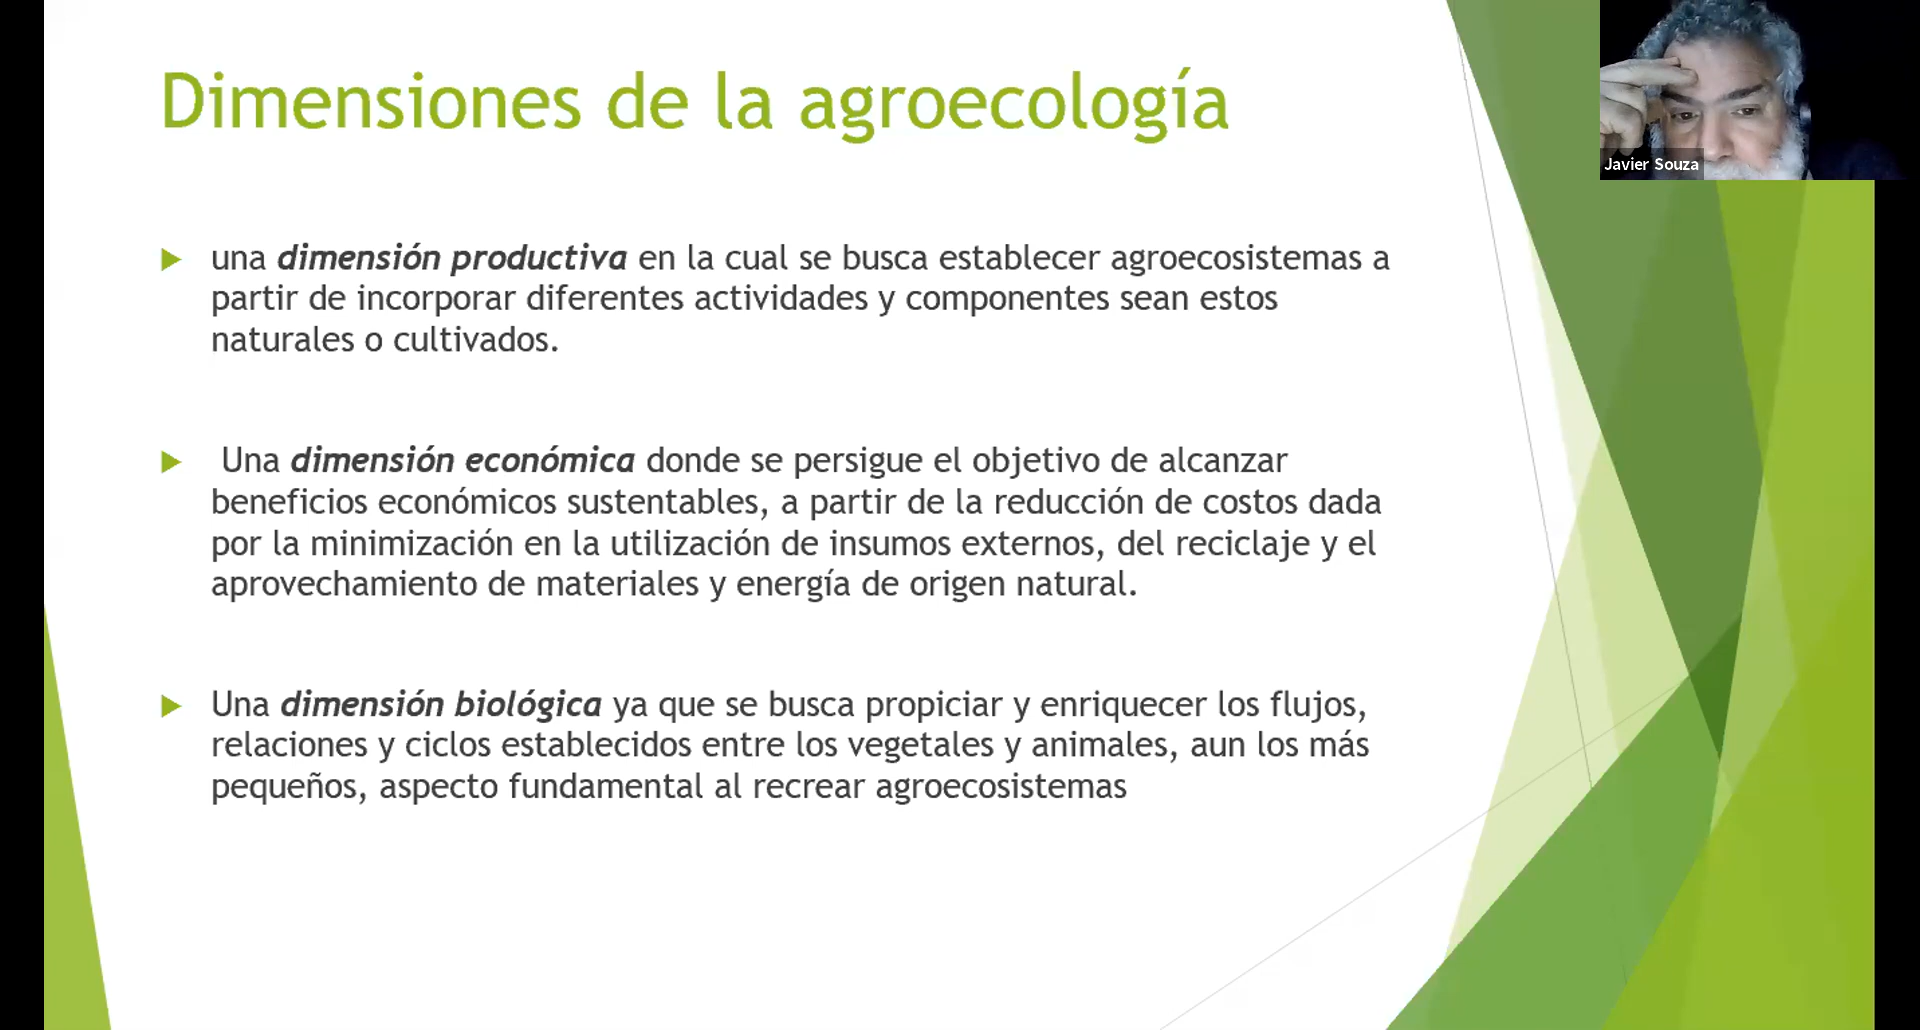 Dimensiones de la agroecología
Javier Souza
una dimensión productiva en la cual se busca establecer agroecosistemas a
partir de incorporar diferentes actividades y componentes sean estos
naturales o cultivados.
Una dimensión económica donde se persigue el objetivo de alcanzar
beneficios económicos sustentables, a partir de la reducción de costos dada
por la minimización en la utilización de insumos externos, del reciclaje y el
aprovechamiento de materiales y energía de origen natural.
Una dimensión biológica ya que se busca propiciar y enriquecer los flujos,
relaciones y ciclos establecidos entre los vegetales y animales, aun los más
pequeños, aspecto fundamental al recrear agroecosistemas